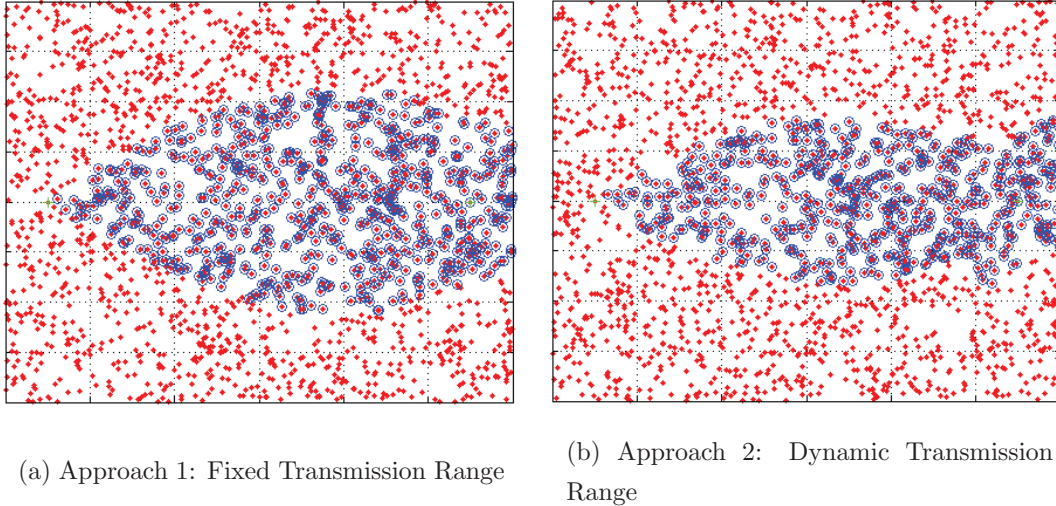 (a) Approach 1: Fixed Transmission Range
(b) Approach 2: Dynamic Transmission
Range